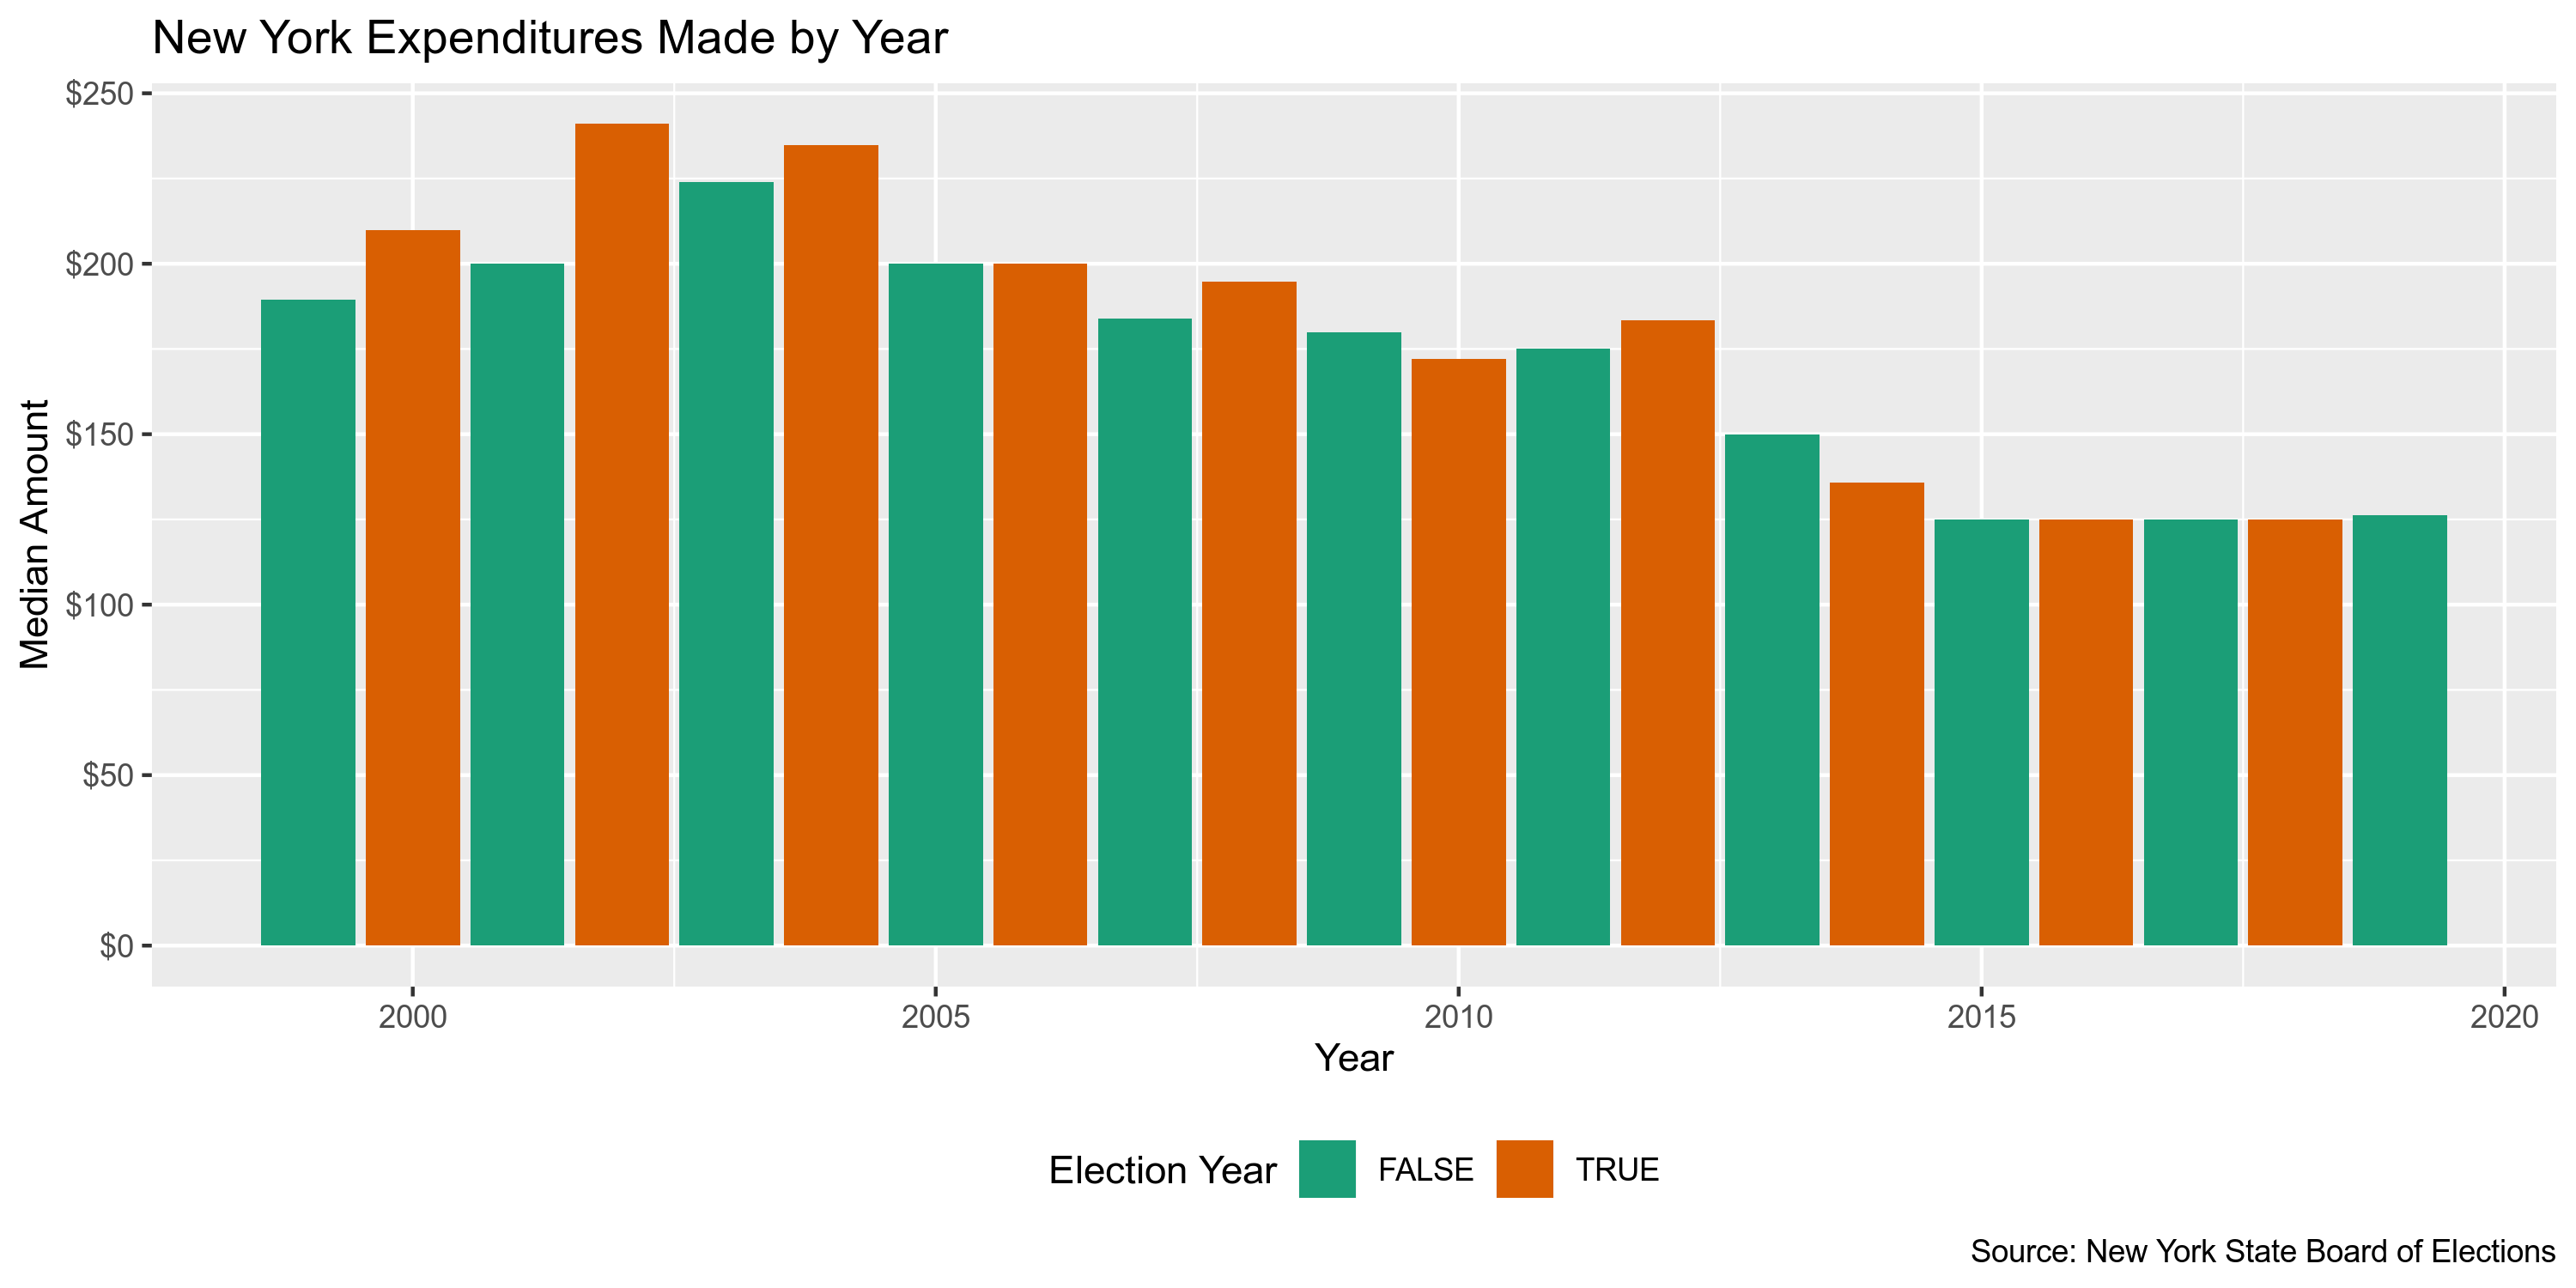 New York Expenditures Made by Year
Median Amount
$250
$200
$150
$100
$50
$0
2000 2005 2010 2015 2020
Year
Election Year FALSE TRUE
Source: New York State Board of Elections